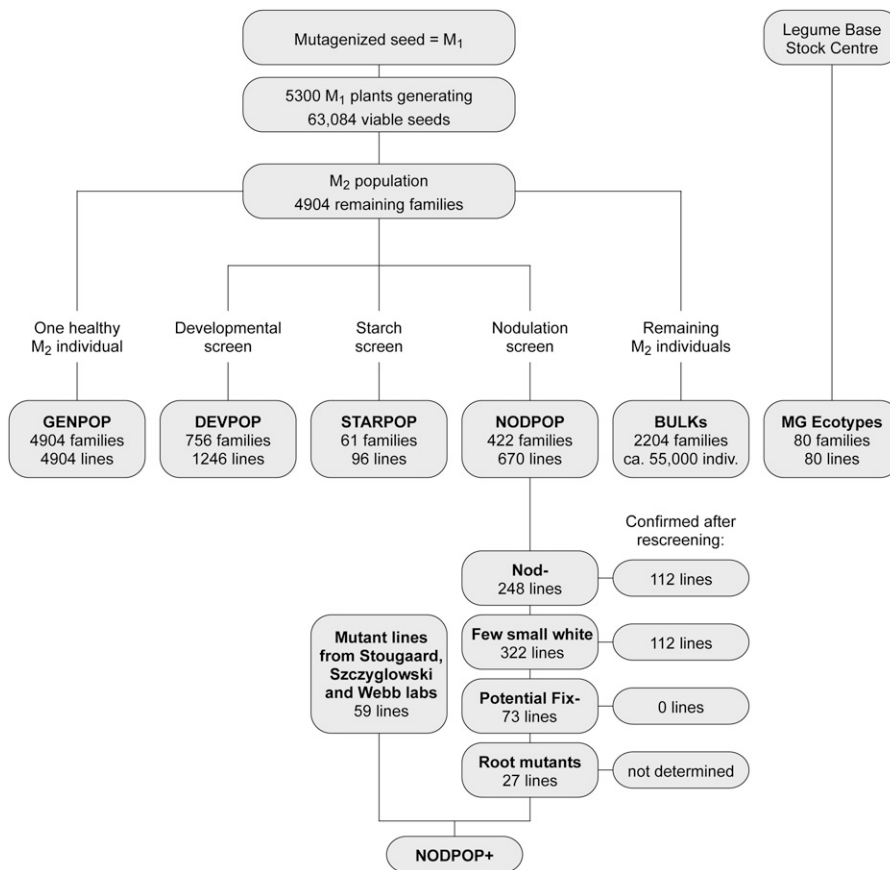 Mutagenized seed = M₁
Legume Base
Stock Centre
5300 M₁ plants generating
63,084 viable seeds
M₂ population
4904 remaining families
One healthy
M₂ individual
Developmental
screen
Starch
screen
Nodulation
screen
Remaining
M₂ individuals
GENPOP
4904 families
4904 lines
DEVPOP
756 families
1246 lines
STARPOP
61 families
96 lines
NODPOP
422 families
670 lines
BULKs
2204 families
ca. 55,000 indiv.
MG Ecotypes
80 families
80 lines
Confirmed after
rescreening:
Nod-
248 lines
112 lines
Mutant lines
from Stougaard,
Szczyglowski
and Webb labs
59 lines
Few small white
322 lines
112 lines
Potential Fix-
73 lines
0 lines
Root mutants
27 lines
not determined
NODPOP+